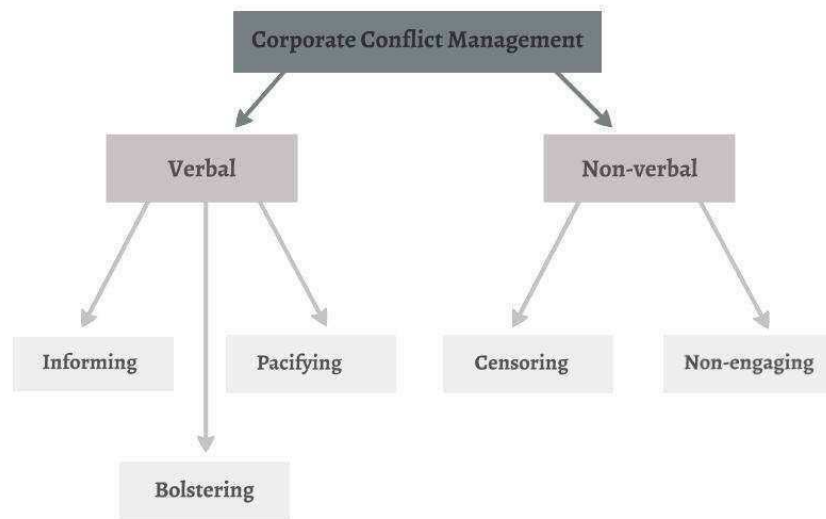 Corporate Conflict Management
Verbal
Non-verbal
Informing
Pacifying
Censoring
Non-engaging
Bolstering